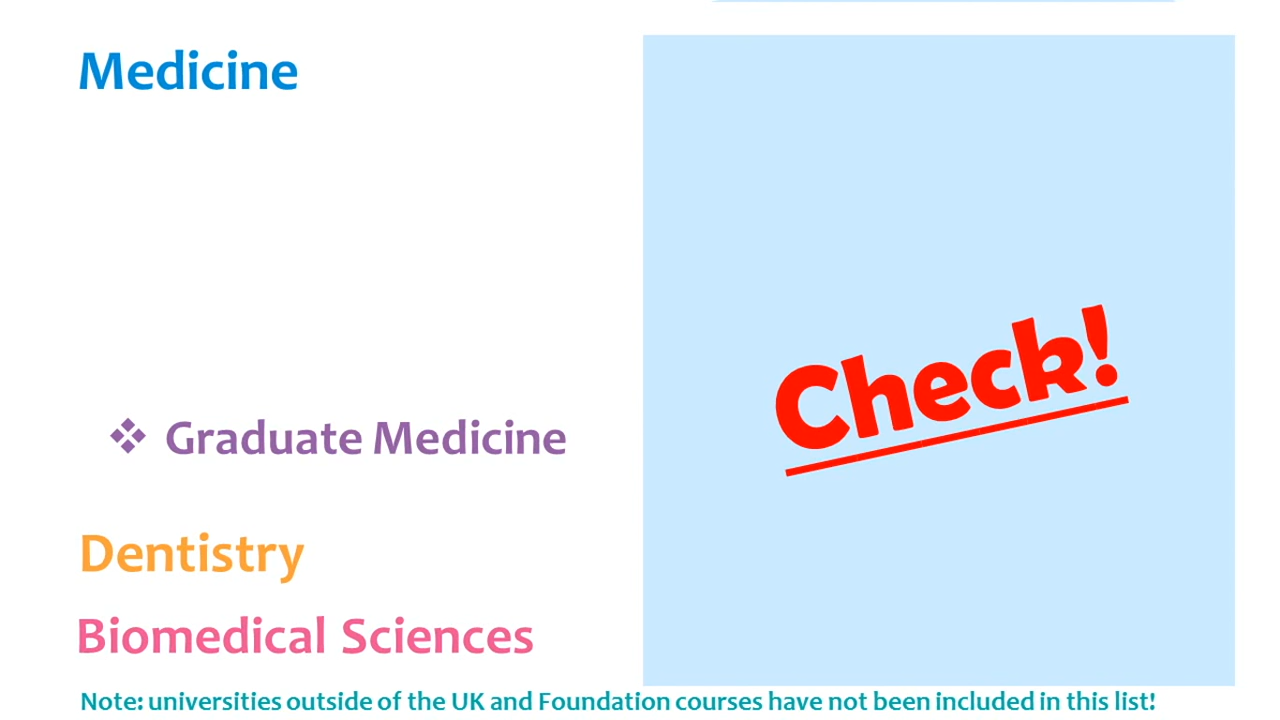 Medicine
Check!
❖ Graduate Medicine
Dentistry
Biomedical Sciences
Note: universities outside of the UK and Foundation courses have not been included in this list!